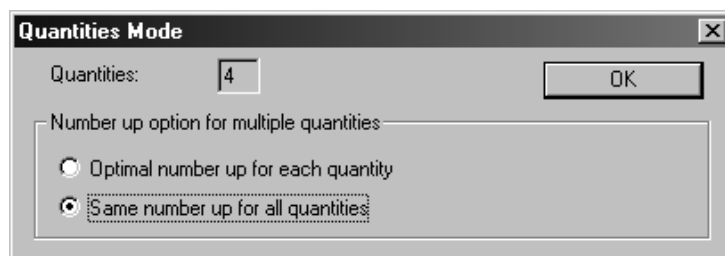 Quantities Mode
Quantities: 4 OK
Number up option for multiple quantities
Optimal number up for each quantity
Same number up for all quantities